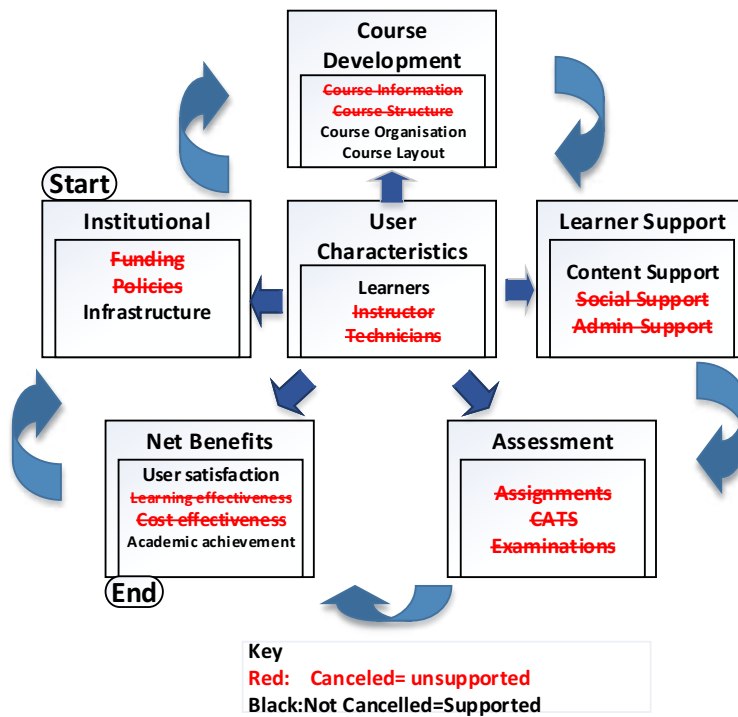 Course
Development
Course Information
Course Structure
Course Organisation
Course Layout
Start
Institutional
Funding
Policies
Infrastructure
User
Characteristics
Learners
Instructor
Technicians
Learner Support
Content Support
Social Support
Admin Support
Net Benefits
User satisfaction
Learning effectiveness
Cost effectiveness
Academic achievement
End
Assessment
Assignments
CATS
Examinations
Key
Red: Canceled= unsupported
Black:Not Cancelled=Supported